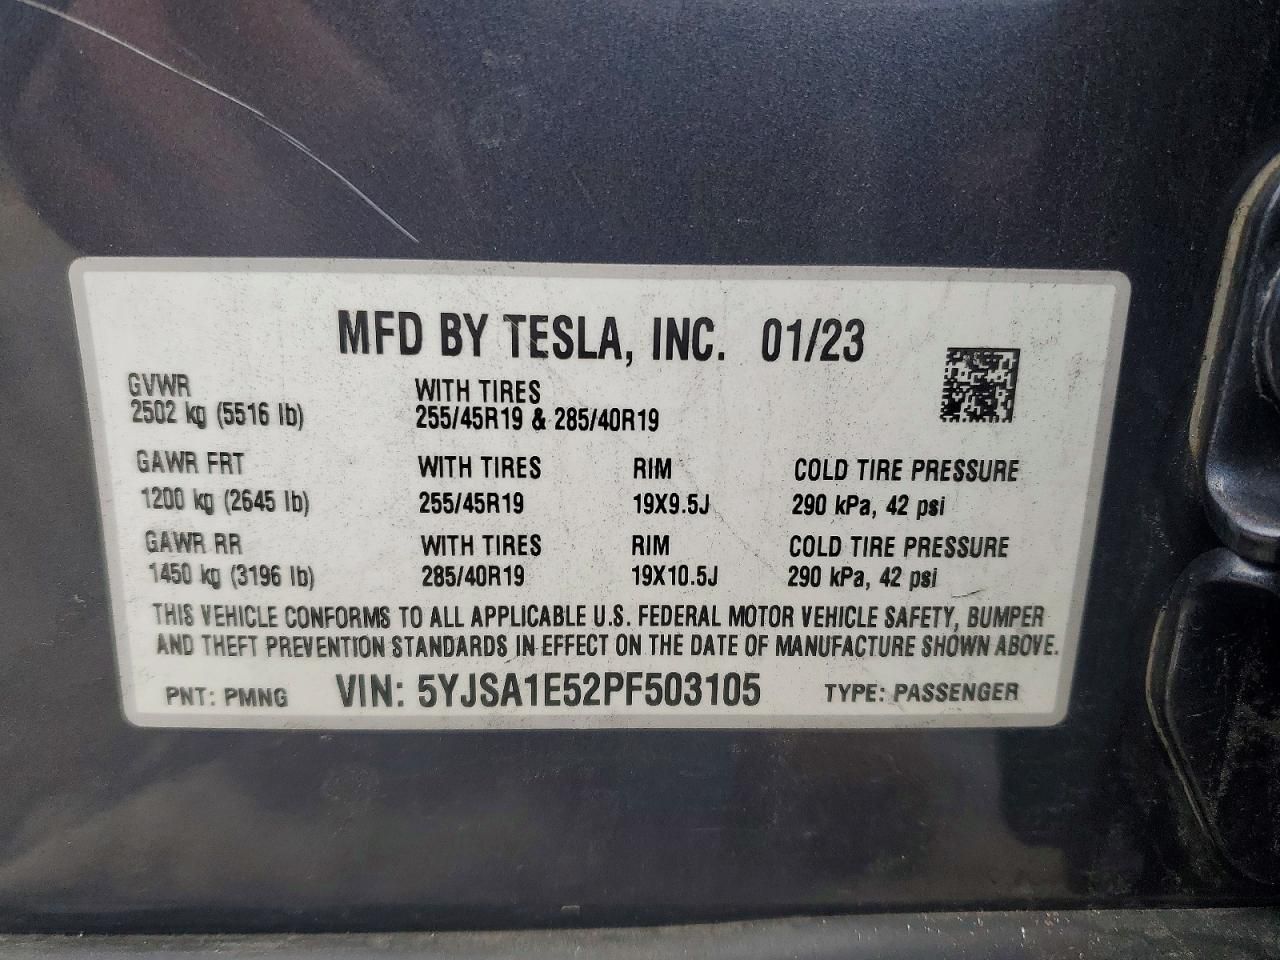 MFD BY TESLA, INC. 01/23
GVWR WITH TIRES
2502 kg (5516 lb) 255/45R19 & 285/40R19
GAWR FRT WITH TIRES RIM COLD TIRE PRESSURE
1200 kg (2645 lb) 255/45R19 19X9.5J 290 kPa, 42 psi
GAWR RR WITH TIRES RIM COLD TIRE PRESSURE
1450 kg (3196 lb) 285/40R19 19X10.5J 290 kPa, 42 psi
THIS VEHICLE CONFORMS TO ALL APPLICABLE U.S. FEDERAL MOTOR VEHICLE SAFETY, BUMPER
AND THEFT PREVENTION STANDARDS IN EFFECT ON THE DATE OF MANUFACTURE SHOWN ABOVE.
PNT: PMNG VIN: 5YJSA1E52PF503105 TYPE: PASSENGER